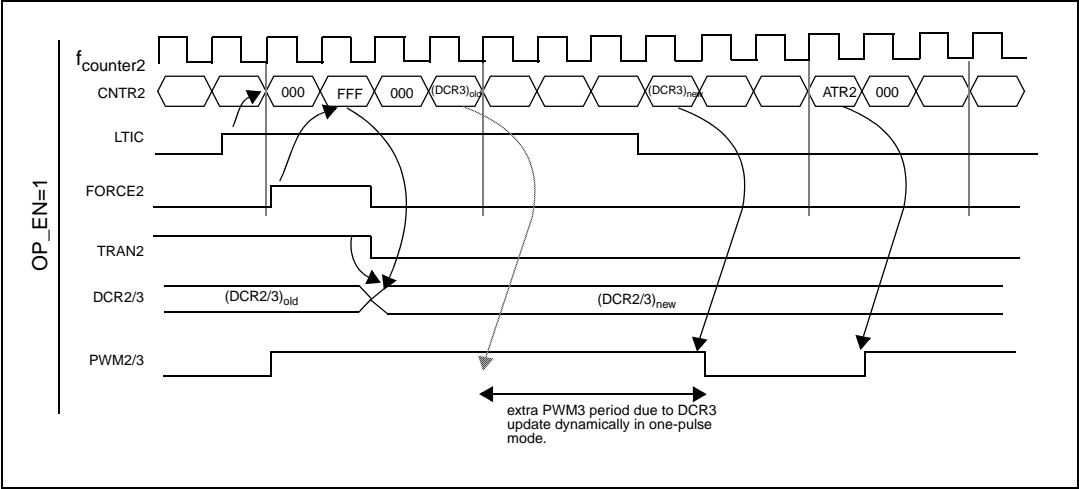 OP_EN=1
fcounter2
CNTR2 000 FFF 000 (DCR3)old (DCR3)new ATR2 000
LTIC
FORCE2
TRAN2
DCR2/3 (DCR2/3)old (DCR2/3)new
PWM2/3
extra PWM3 period due to DCR3
update dynamically in one-pulse
mode.